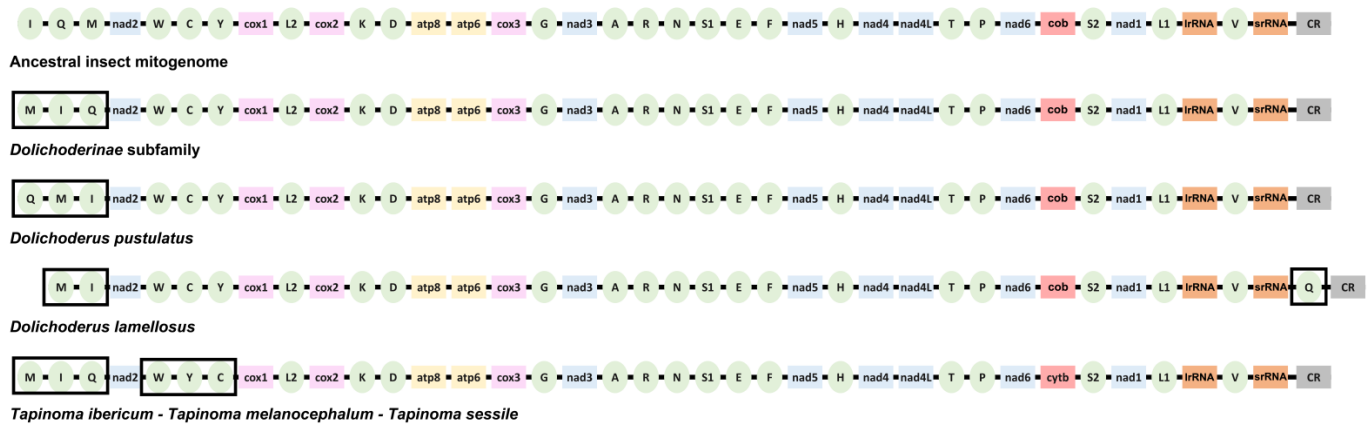 I Q M nad2 W C Y cox1 L2 cox2 K D atp8 atp6 cox3 G nad3 A R N S1 E F nad5 H nad4 nad4L T P nad6 cob S2 nad1 L1 lrRNA V srRNA CR
Ancestral insect mitogenome
M I Q nad2 W C Y cox1 L2 cox2 K D atp8 atp6 cox3 G nad3 A R N S1 E F nad5 H nad4 nad4L T P nad6 cob S2 nad1 L1 lrRNA V srRNA CR
Dolichoderinae subfamily
Q M I nad2 W C Y cox1 L2 cox2 K D atp8 atp6 cox3 G nad3 A R N S1 E F nad5 H nad4 nad4L T P nad6 cob S2 nad1 L1 lrRNA V srRNA CR
Dolichoderus pustulatus
M I nad2 W C Y cox1 L2 cox2 K D atp8 atp6 cox3 G nad3 A R N S1 E F nad5 H nad4 nad4L T P nad6 cob S2 nad1 L1 lrRNA V srRNA Q CR
Dolichoderus lamellosus
M I Q nad2 W Y C cox1 L2 cox2 K D atp8 atp6 cox3 G nad3 A R N S1 E F nad5 H nad4 nad4L T P nad6 cytb S2 nad1 L1 lrRNA V srRNA CR
Tapinoma ibericum - Tapinoma melanocephalum - Tapinoma sessile